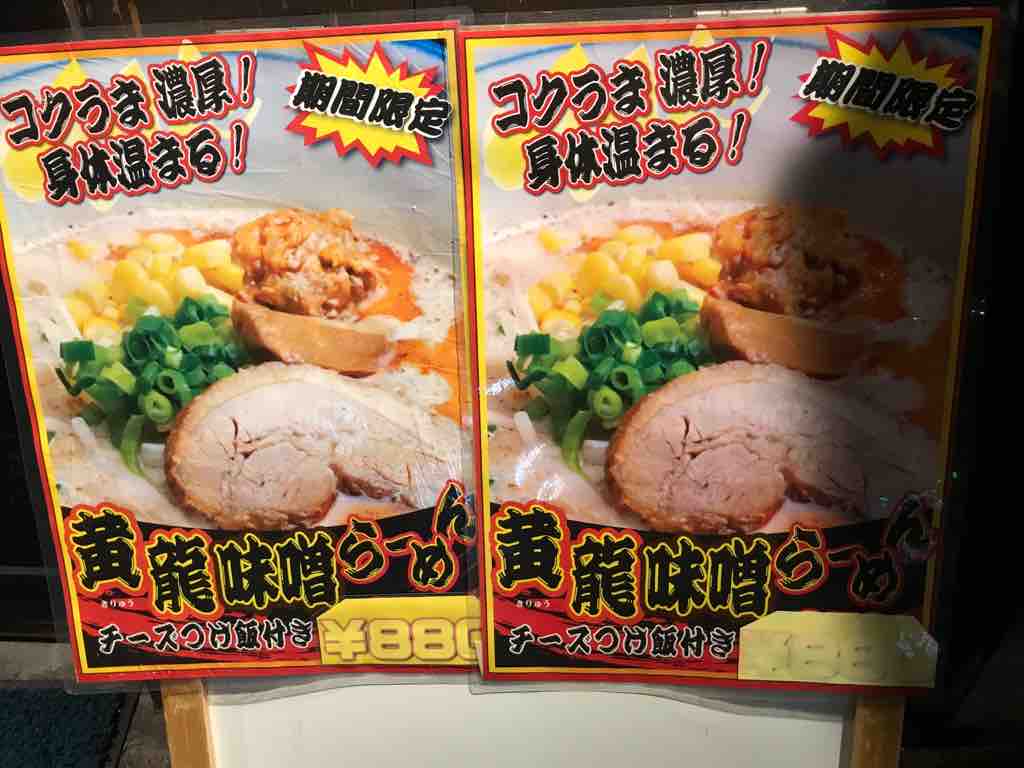 コクうま 濃厚!
身体温まる!
期間限定
黄龍味噌らーめん
きりゅう
チーズつけ飯付き
¥880
コクうま 濃厚!
身体温まる!
期間限定
黄龍味噌らーめん
きりゅう
チーズつけ飯付き